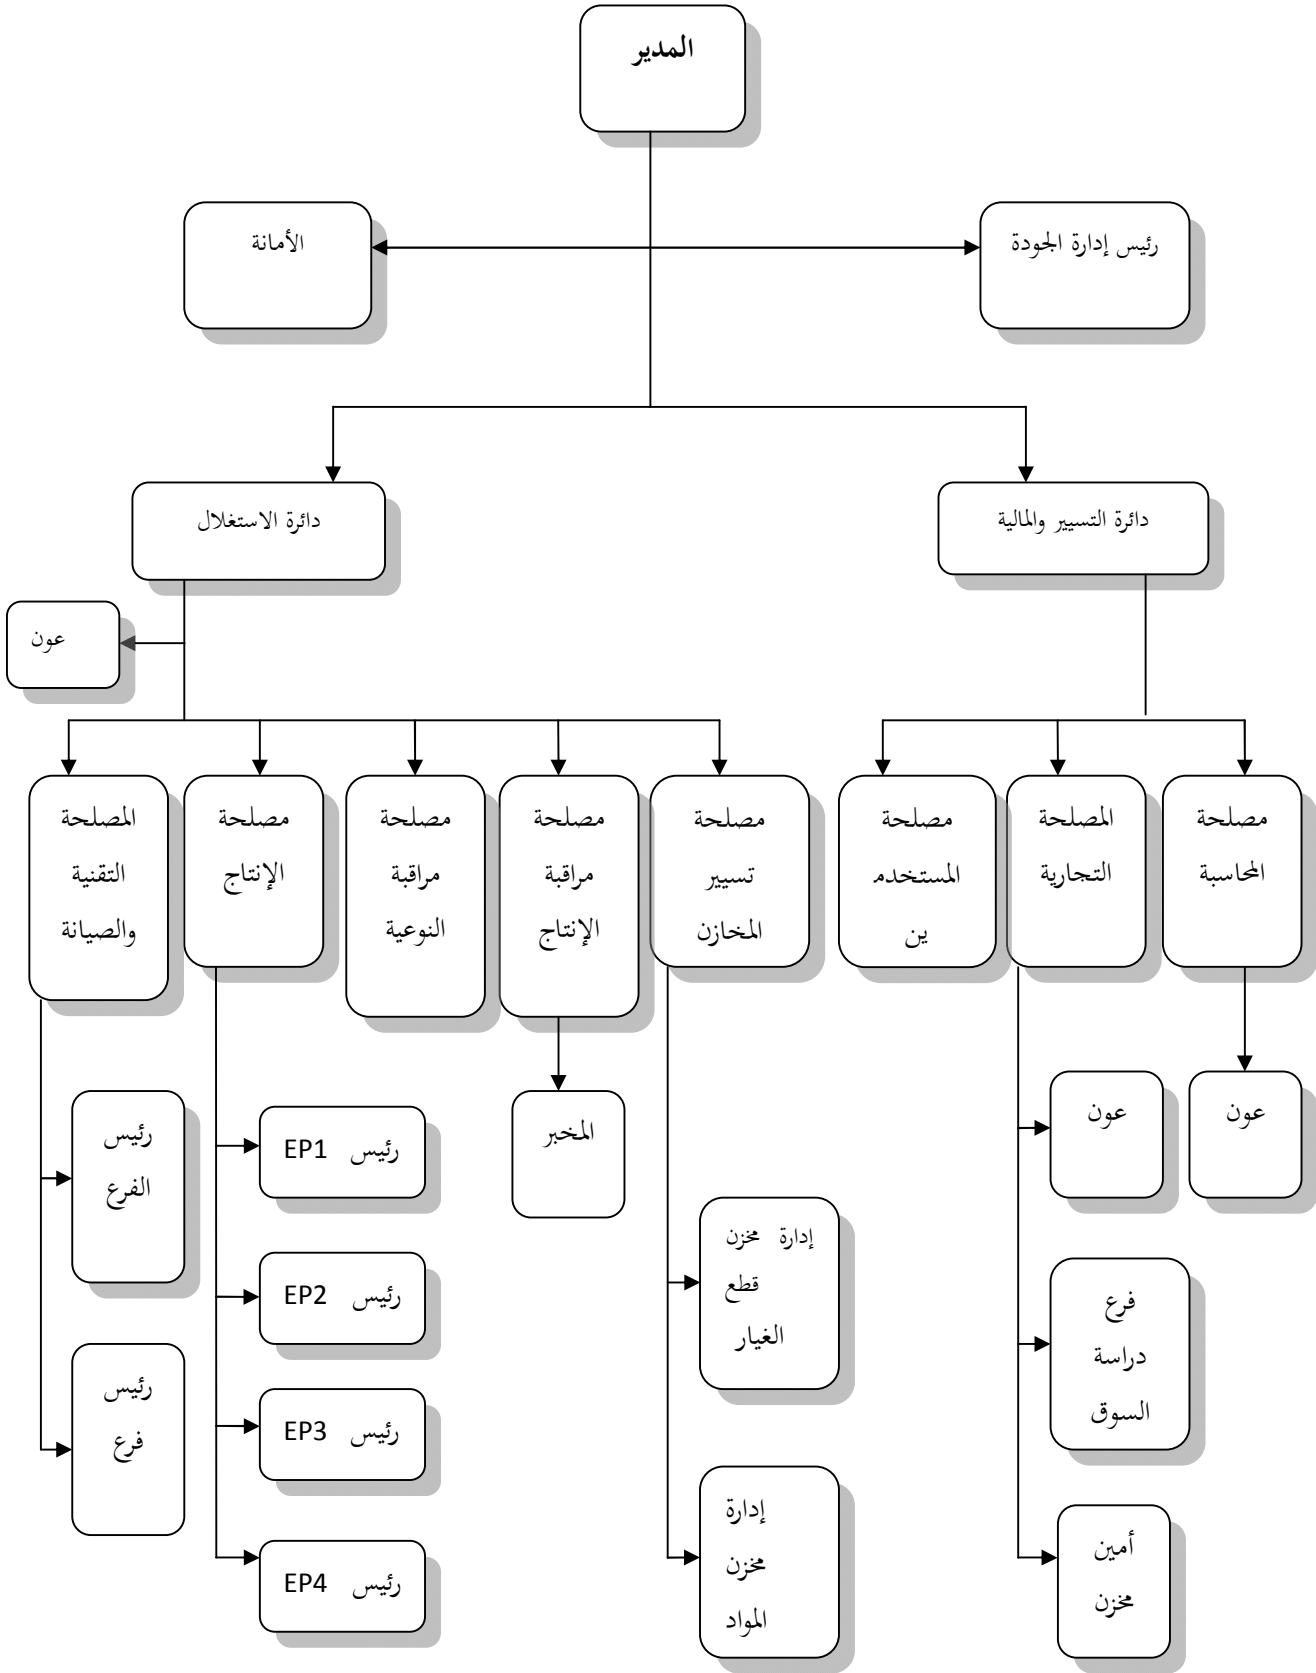 المدير
رئيس إدارة الجودة
الأمانة
دائرة التسيير والمالية
دائرة الاستغلال
عون
مصلحة
المحاسبة
المصلحة
التجارية
مصلحة
المستخدم
ين
مصلحة
تسيير
المخازن
مصلحة
مراقبة
الإنتاج
مصلحة
مراقبة
النوعية
مصلحة
الإنتاج
المصلحة
التقنية
والصيانة
عون
عون
فرع
دراسة
السوق
أمين
مخزن
إدارة مخزن
قطع
الغيار
إدارة
مخزن
المواد
المخبر
رئيس EP1
رئيس EP2
رئيس EP3
رئيس EP4
رئيس
الفرع
رئيس
فرع